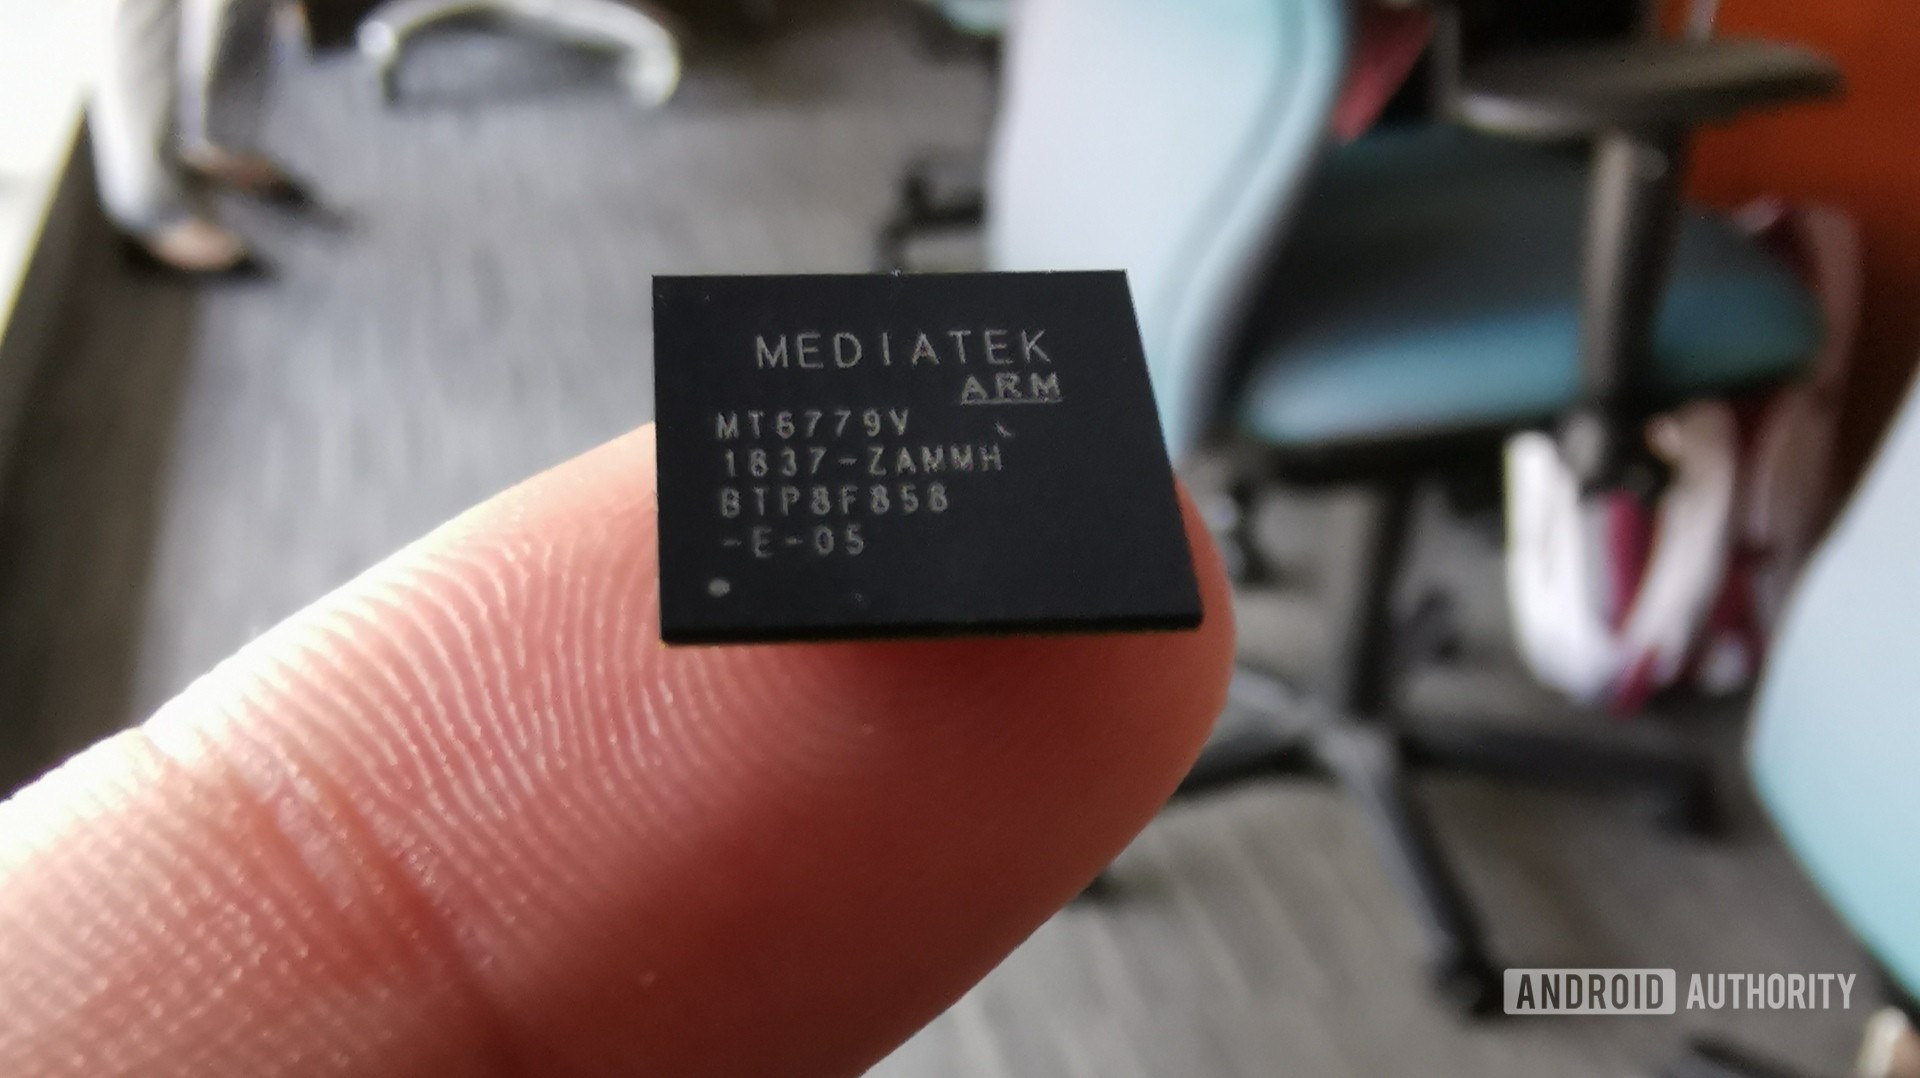 MEDIATEK
ARM
MT6779V
1837-ZAMMH
BTP8F858
-E-05
ANDROID AUTHORITY